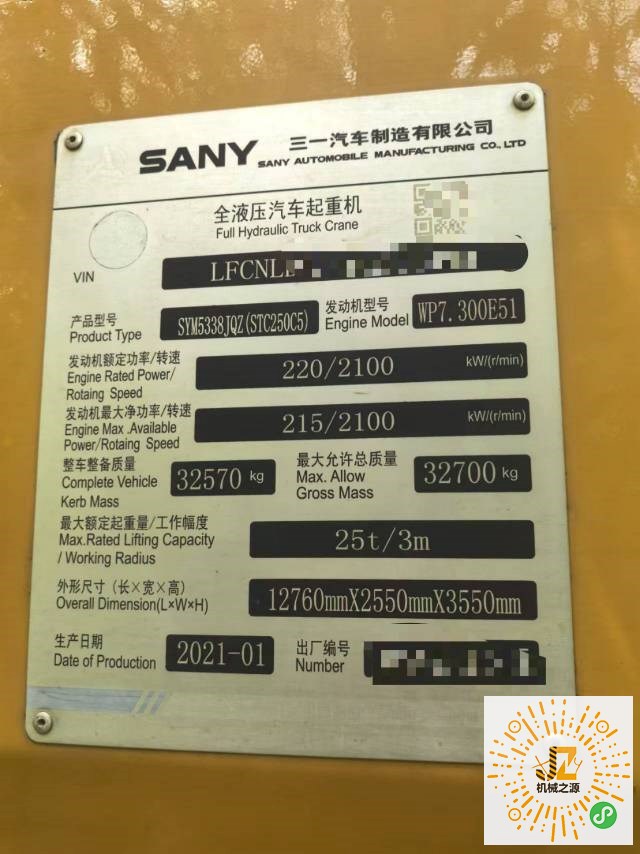 SANY
三一汽车制造有限公司
SANY AUTOMOBILE MANUFACTURING CO., LTD
全液压汽车起重机
Full Hydraulic Truck Crane
VIN LFCNL
产品型号
Product Type
SYM5338JQZ(STC250C5)
发动机型号
Engine Model
WP7.300E51
发动机额定功率/转速
Engine Rated Power/
Rotaing Speed
220/2100 kW/(r/min)
发动机最大净功率/转速
Engine Max .Available
Power/Rotaing Speed
215/2100 kW/(r/min)
整车整备质量
Complete Vehicle
Kerb Mass
32570 kg
最大允许总质量
Max. Allow
Gross Mass
32700 kg
最大额定起重量/工作幅度
Max.Rated Lifting Capacity
/ Working Radius
25t/3m
外形尺寸（长×宽×高）
Overall Dimension(L×W×H)
12760mmX2550mmX3550mm
生产日期
Date of Production
2021-01
出厂编号
Number
机械之源